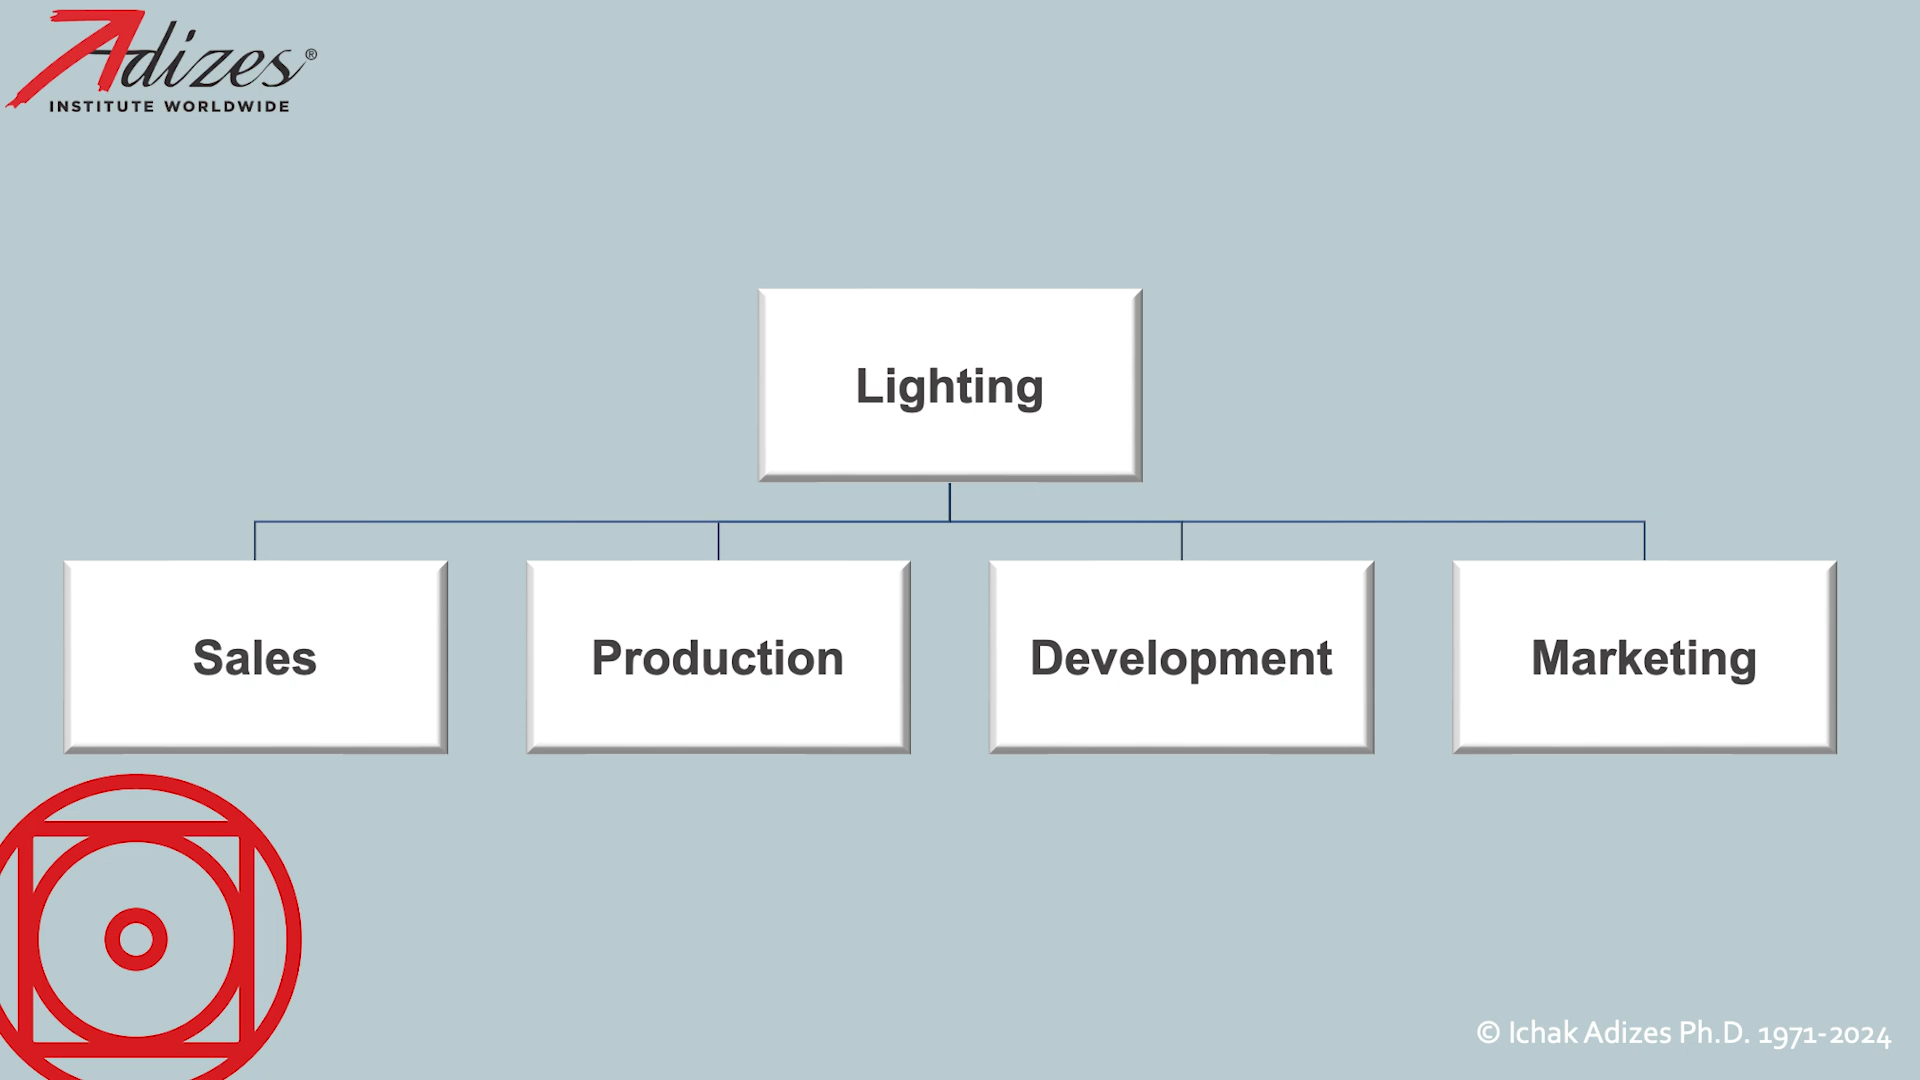 Adizes®
INSTITUTE WORLDWIDE
Lighting
Sales
Production
Development
Marketing
© Ichak Adizes Ph.D. 1971-2024